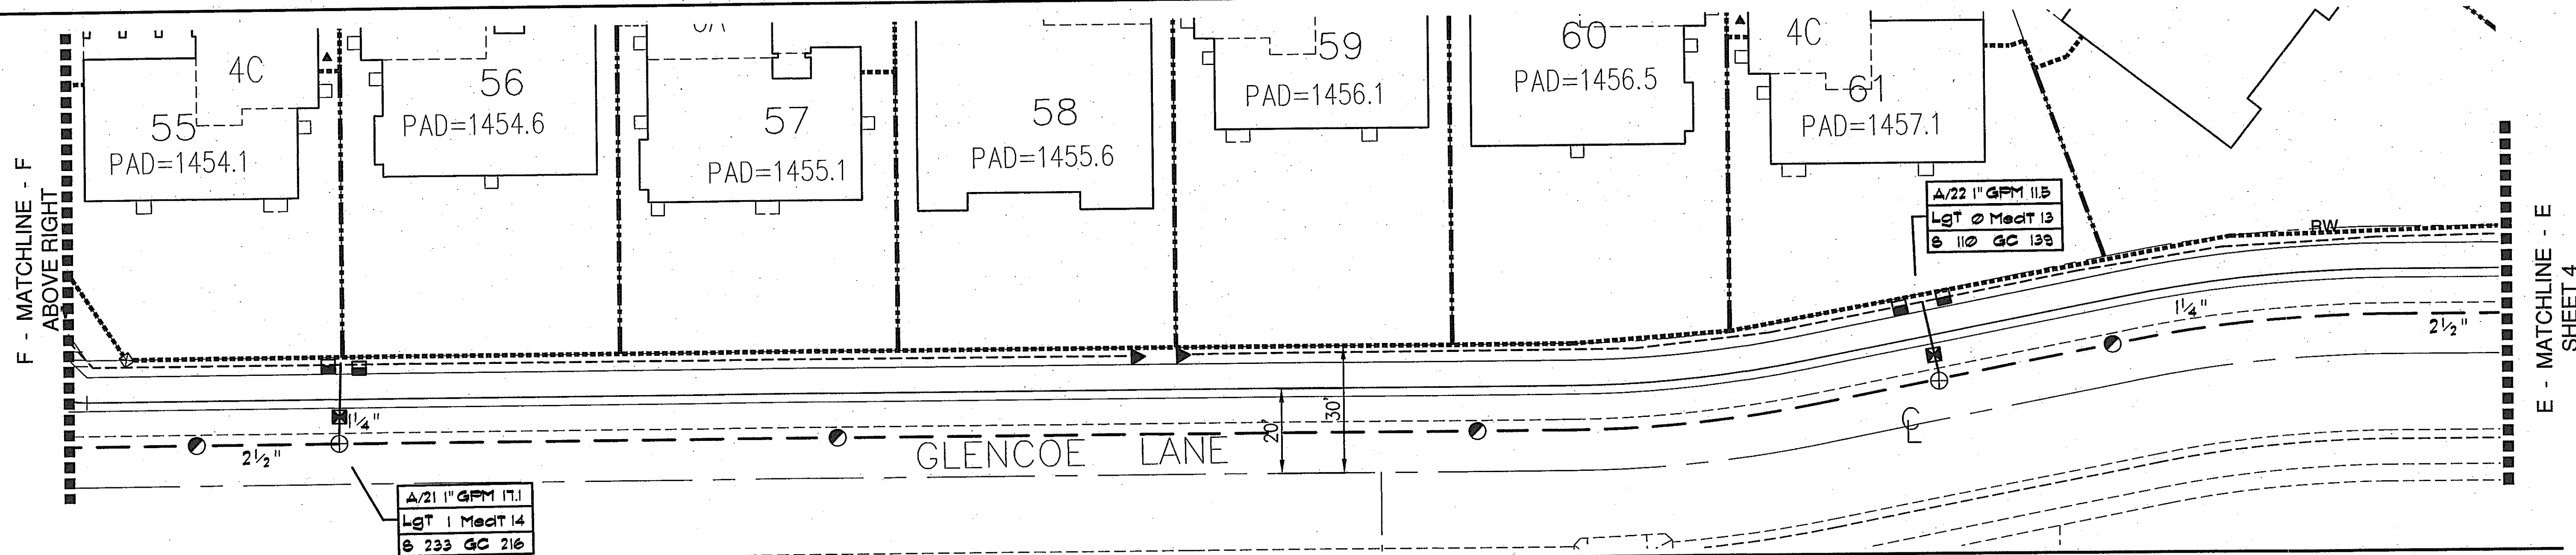 F - MATCHLINE - F
ABOVE RIGHT
4C
55
PAD=1454.1
56
PAD=1454.6
57
PAD=1455.1
58
PAD=1455.6
59
PAD=1456.1
60
PAD=1456.5
4C
61
PAD=1457.1
A/22 1" GPM 11.5
LgT 0 MedT 13
S 110 GC 139
RW
1¼"
2½"
E - MATCHLINE - E
SHEET 4
1¼"
2½"
GLENCOE LANE
20'
30'
CL
A/21 1" GPM 17.1
LgT 1 MedT 14
S 233 GC 216